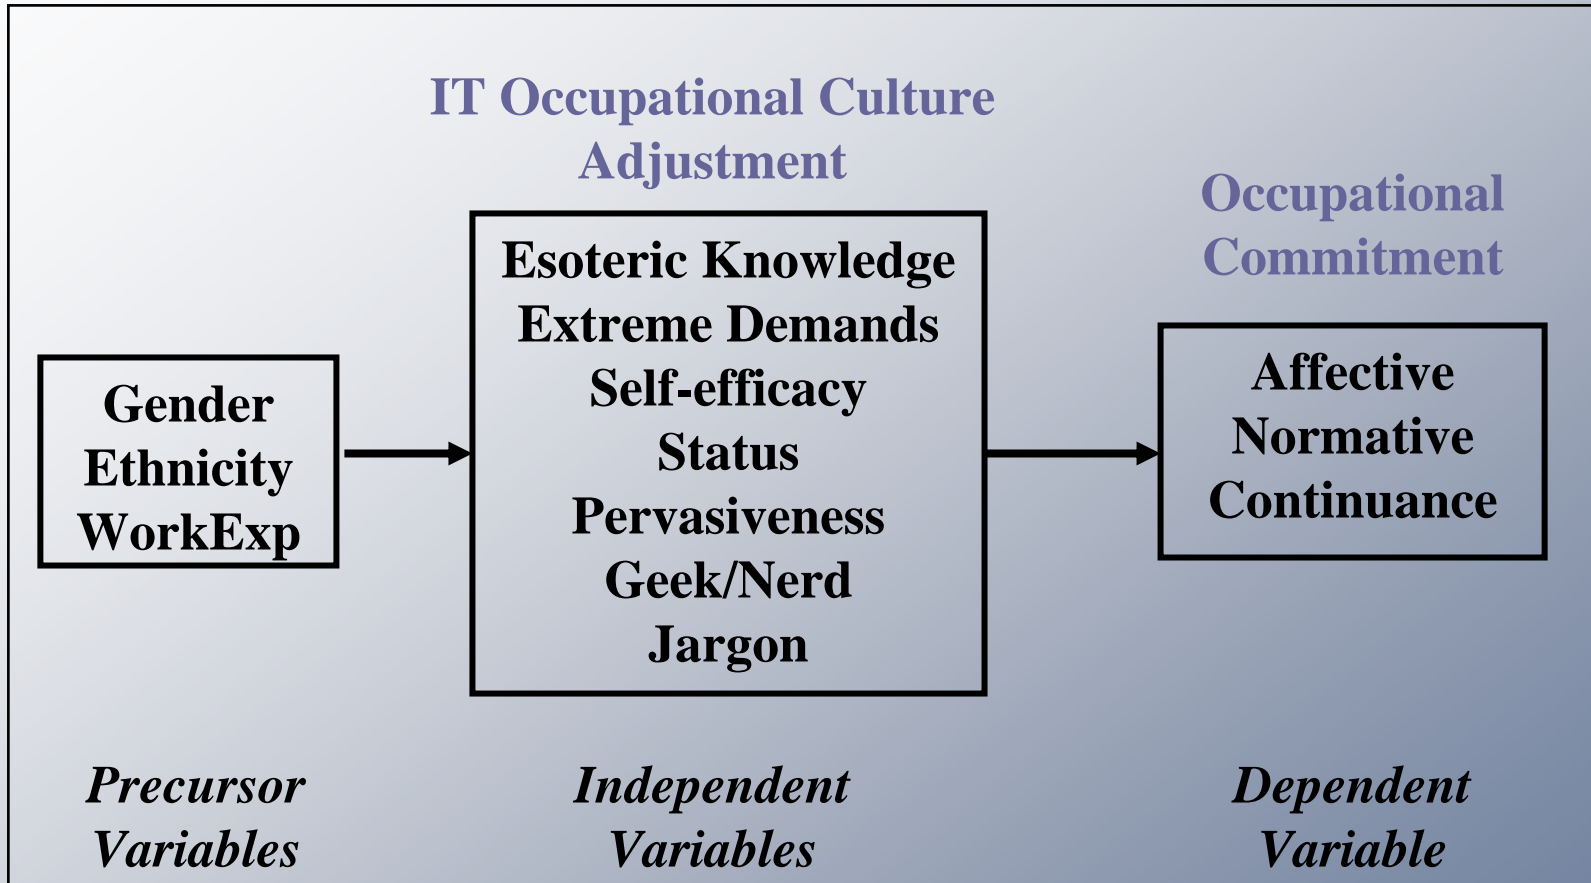 IT Occupational Culture
Adjustment
Occupational
Commitment
Gender
Ethnicity
WorkExp
Esoteric Knowledge
Extreme Demands
Self-efficacy
Status
Pervasiveness
Geek/Nerd
Jargon
Affective
Normative
Continuance
Precursor
Variables
Independent
Variables
Dependent
Variable